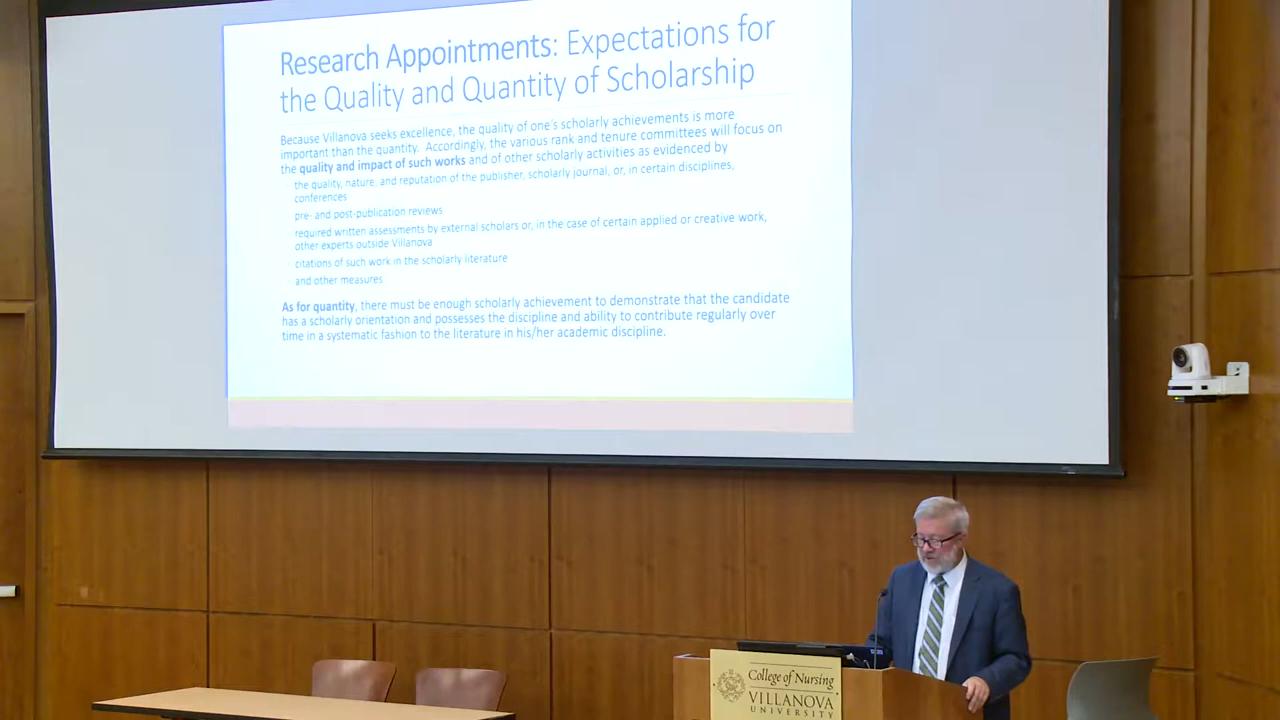 Research Appointments: Expectations for
the Quality and Quantity of Scholarship
Because Villanova seeks excellence, the quality of one's scholarly achievements is more
important than the quantity. Accordingly, the various rank and tenure committees will focus on
the quality and impact of such works and of other scholarly activities as evidenced by
the quality, nature, and reputation of the publisher, scholarly journal, or, in certain disciplines,
conferences
pre- and post-publication reviews
required written assessments by external scholars or, in the case of certain applied or creative work,
other experts outside Villanova
citations of such work in the scholarly literature
and other measures
As for quantity, there must be enough scholarly achievement to demonstrate that the candidate
has a scholarly orientation and possesses the discipline and ability to contribute regularly over
time in a systematic fashion to the literature in his/her academic discipline.
College of Nursing
VILLANOVA
UNIVERSITY